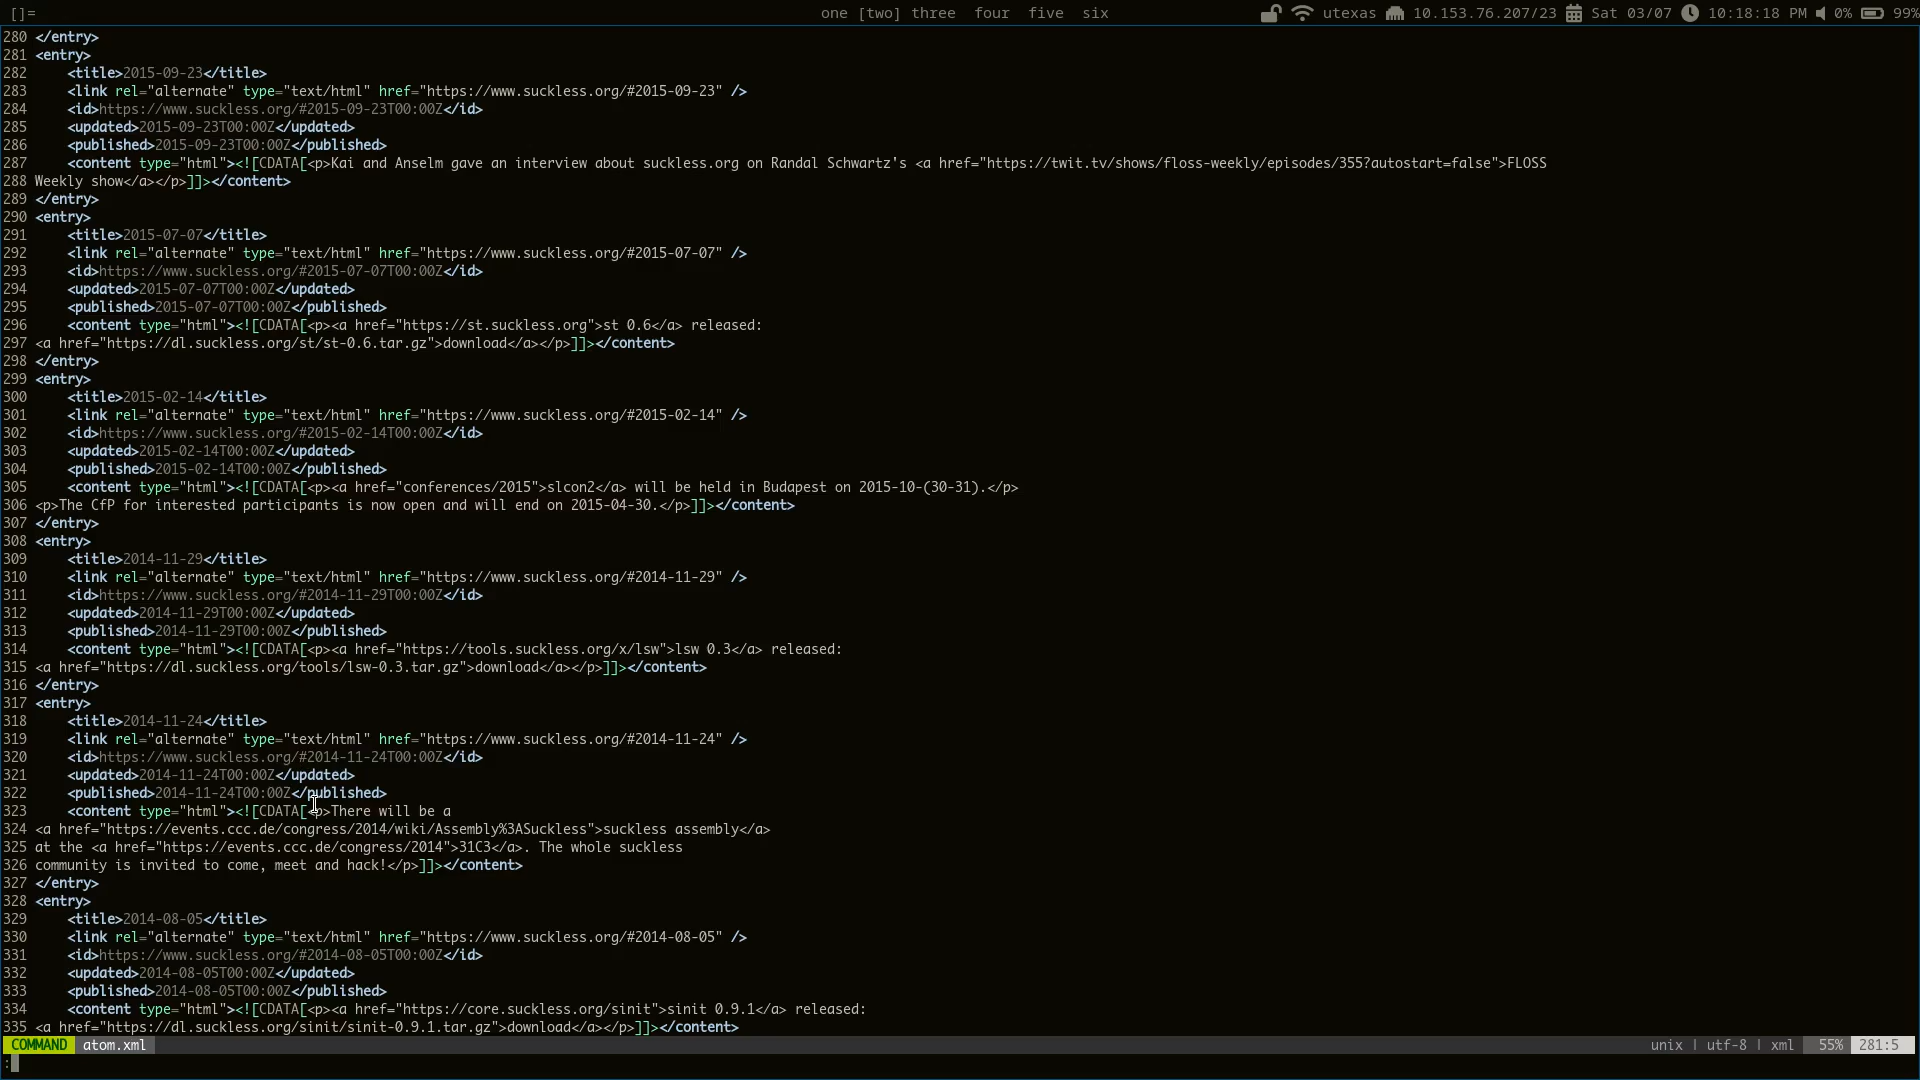 []= one [two] three four five six utexas 10.153.76.207/23 Sat 03/07 10:18:18 PM 0% 99%
280 </entry>
281 <entry>
282     <title>2015-09-23</title>
283     <link rel="alternate" type="text/html" href="https://www.suckless.org/#2015-09-23" />
284     <id>https://www.suckless.org/#2015-09-23T00:00Z</id>
285     <updated>2015-09-23T00:00Z</updated>
286     <published>2015-09-23T00:00Z</published>
287     <content type="html"><![CDATA[<p>Kai and Anselm gave an interview about suckless.org on Randal Schwartz's <a href="https://twit.tv/shows/floss-weekly/episodes/355?autostart=false">FLOSS
288 Weekly show</a></p>]]></content>
289 </entry>
290 <entry>
291     <title>2015-07-07</title>
292     <link rel="alternate" type="text/html" href="https://www.suckless.org/#2015-07-07" />
293     <id>https://www.suckless.org/#2015-07-07T00:00Z</id>
294     <updated>2015-07-07T00:00Z</updated>
295     <published>2015-07-07T00:00Z</published>
296     <content type="html"><![CDATA[<p><a href="https://st.suckless.org">st 0.6</a> released:
297 <a href="https://dl.suckless.org/st/st-0.6.tar.gz">download</a></p>]]></content>
298 </entry>
299 <entry>
300     <title>2015-02-14</title>
301     <link rel="alternate" type="text/html" href="https://www.suckless.org/#2015-02-14" />
302     <id>https://www.suckless.org/#2015-02-14T00:00Z</id>
303     <updated>2015-02-14T00:00Z</updated>
304     <published>2015-02-14T00:00Z</published>
305     <content type="html"><![CDATA[<p><a href="conferences/2015">slcon2</a> will be held in Budapest on 2015-10-(30-31).</p>
306 <p>The CfP for interested participants is now open and will end on 2015-04-30.</p>]]></content>
307 </entry>
308 <entry>
309     <title>2014-11-29</title>
310     <link rel="alternate" type="text/html" href="https://www.suckless.org/#2014-11-29" />
311     <id>https://www.suckless.org/#2014-11-29T00:00Z</id>
312     <updated>2014-11-29T00:00Z</updated>
313     <published>2014-11-29T00:00Z</published>
314     <content type="html"><![CDATA[<p><a href="https://tools.suckless.org/x/lsw">lsw 0.3</a> released:
315 <a href="https://dl.suckless.org/tools/lsw-0.3.tar.gz">download</a></p>]]></content>
316 </entry>
317 <entry>
318     <title>2014-11-24</title>
319     <link rel="alternate" type="text/html" href="https://www.suckless.org/#2014-11-24" />
320     <id>https://www.suckless.org/#2014-11-24T00:00Z</id>
321     <updated>2014-11-24T00:00Z</updated>
322     <published>2014-11-24T00:00Z</published>
323     <content type="html"><![CDATA[<p>There will be a
324 <a href="https://events.ccc.de/congress/2014/wiki/Assembly%3ASuckless">suckless assembly</a>
325 at the <a href="https://events.ccc.de/congress/2014">31C3</a>. The whole suckless
326 community is invited to come, meet and hack!</p>]]></content>
327 </entry>
328 <entry>
329     <title>2014-08-05</title>
330     <link rel="alternate" type="text/html" href="https://www.suckless.org/#2014-08-05" />
331     <id>https://www.suckless.org/#2014-08-05T00:00Z</id>
332     <updated>2014-08-05T00:00Z</updated>
333     <published>2014-08-05T00:00Z</published>
334     <content type="html"><![CDATA[<p><a href="https://core.suckless.org/sinit">sinit 0.9.1</a> released:
335 <a href="https://dl.suckless.org/sinit/sinit-0.9.1.tar.gz">download</a></p>]]></content>
COMMAND atom.xml unix | utf-8 | xml 55% 281:5
: